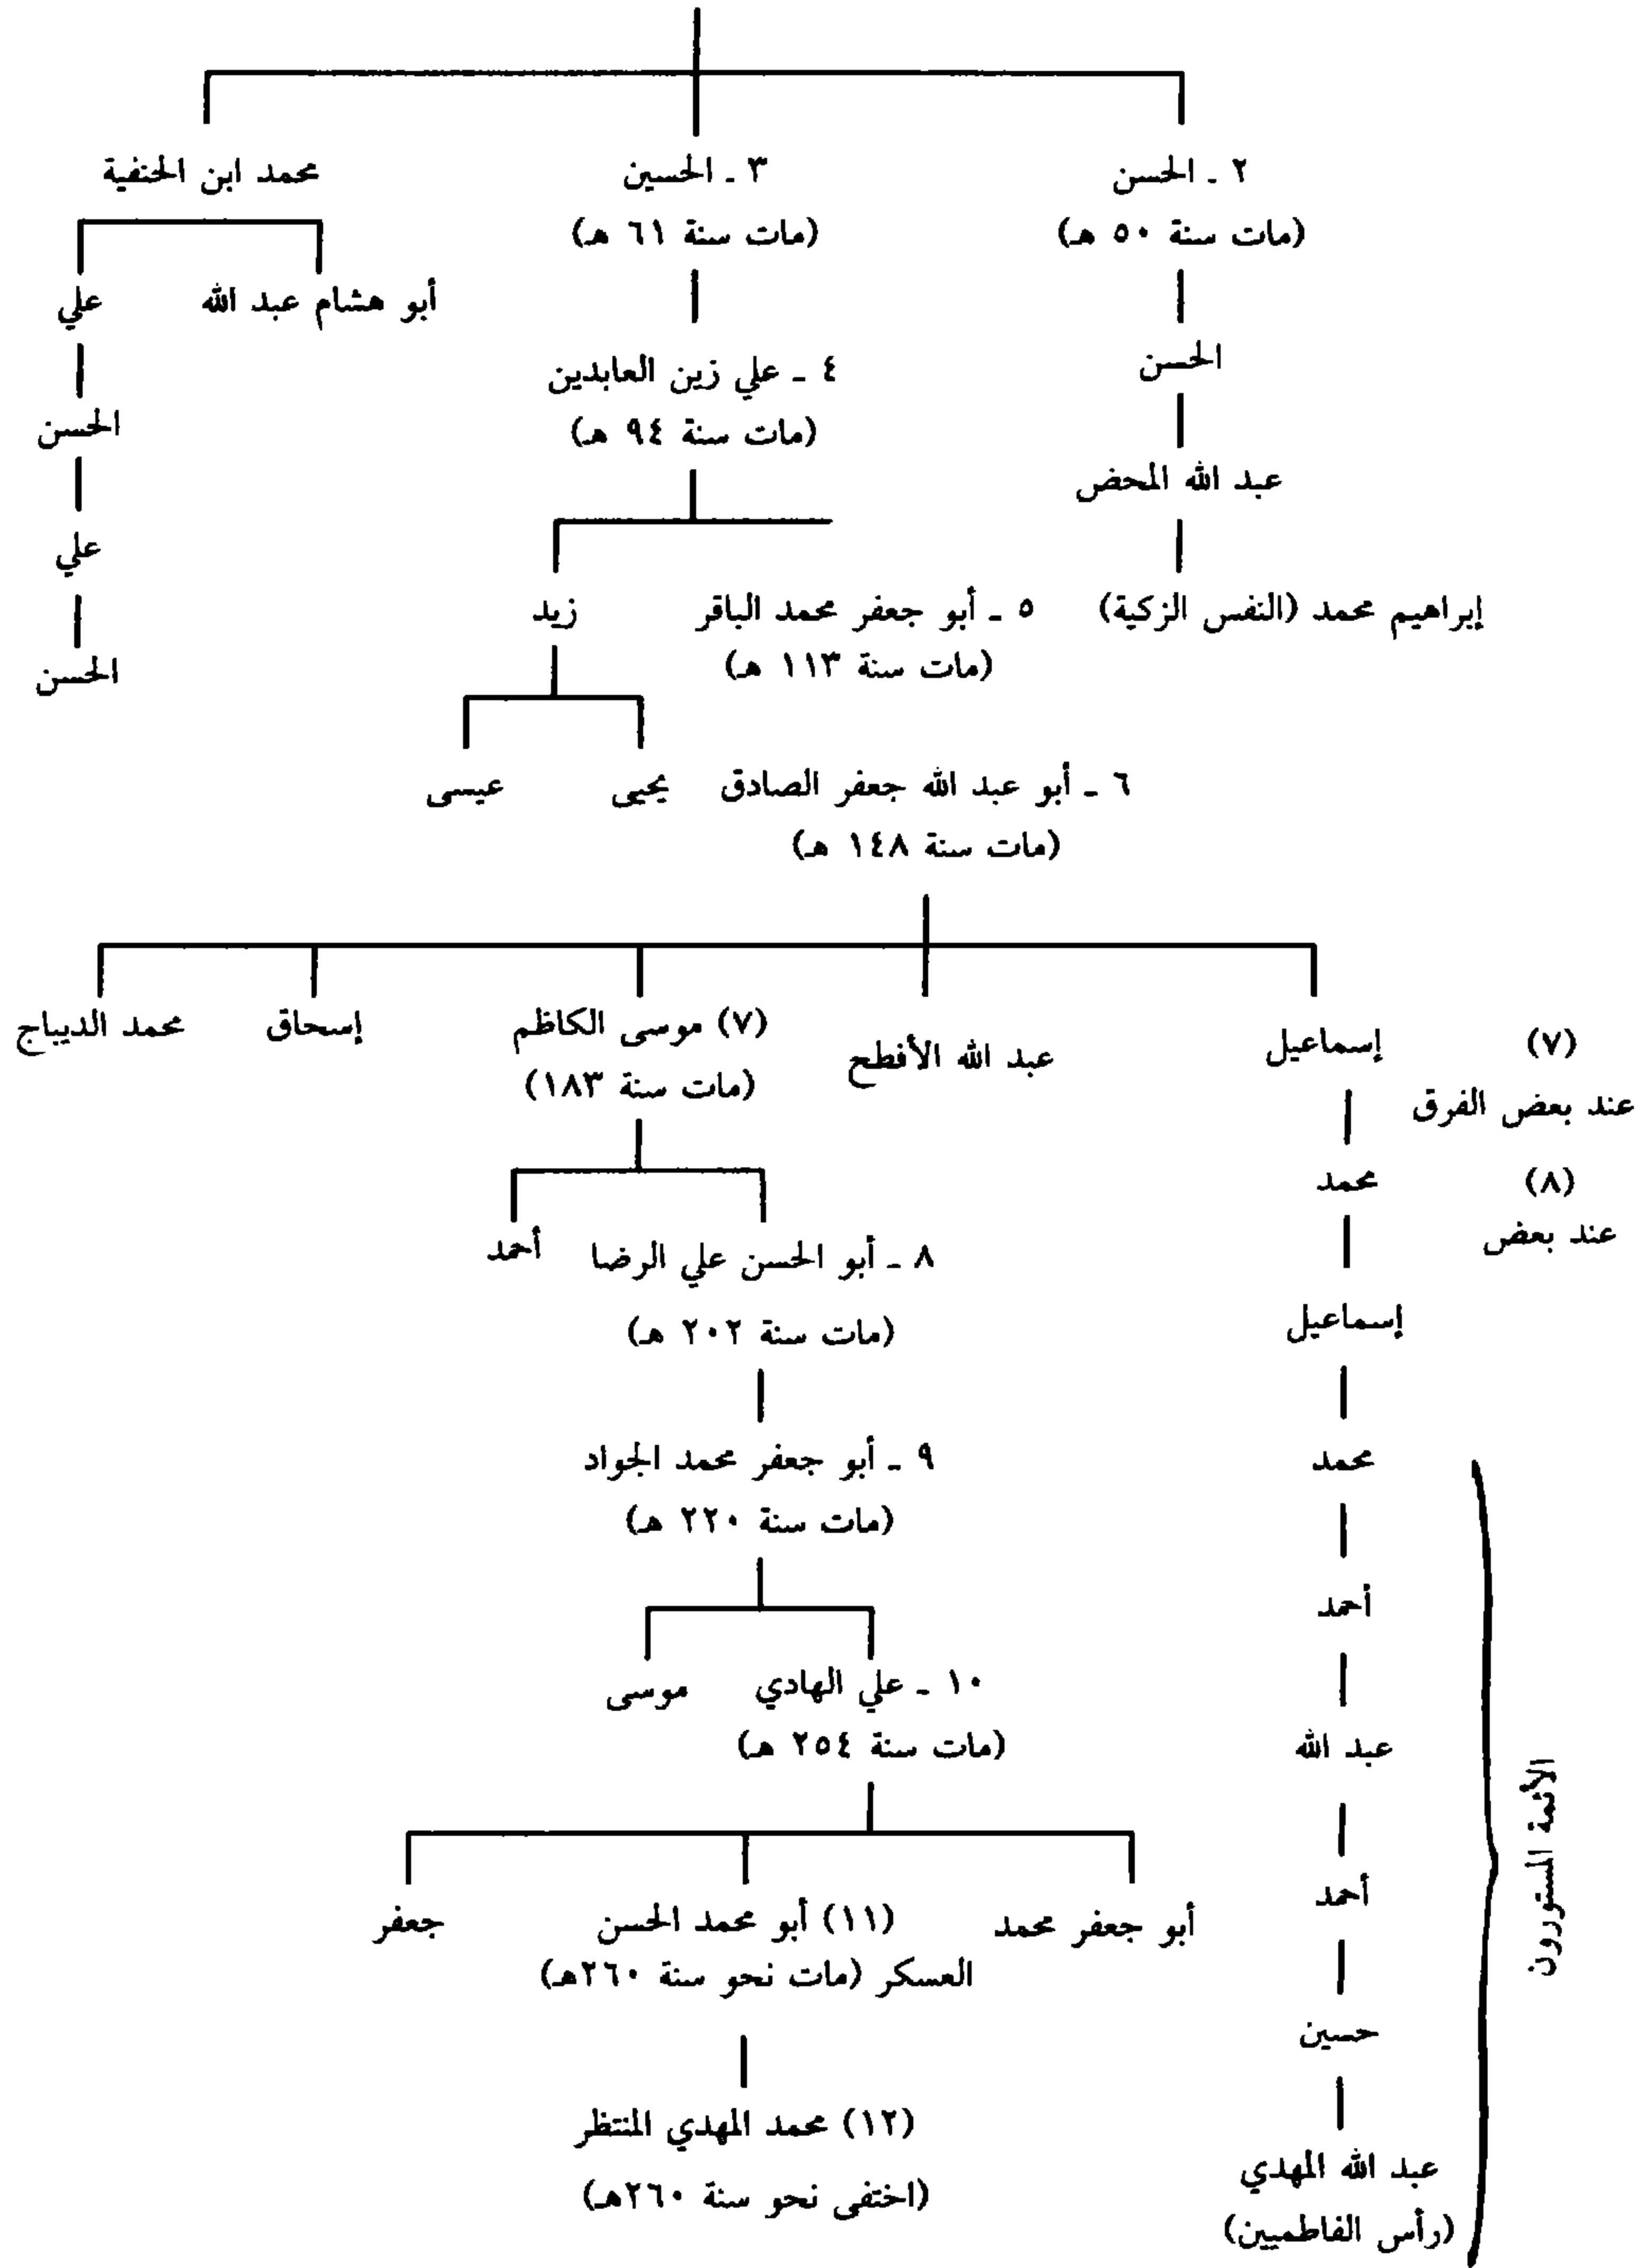 ٢ ـ الحسن
٣ ـ الحسين
محمد ابن الحنفية
(مات سنة ٥٠ هـ)
(مات سنة ٦١ هـ)
أبو هشام عبد الله
علي
الحسن
٤ ـ علي زين العابدين
(مات سنة ٩٤ هـ)
الحسن
عبد الله المحض
علي
إبراهيم محمد (النفس الزكية)
٥ ـ أبو جعفر محمد الباقر
زيد
(مات سنة ١١٣ هـ)
الحسن
٦ ـ أبو عبد الله جعفر الصادق
يحيى
عيسى
(مات سنة ١٤٨ هـ)
(٧)
إسماعيل
عبد الله الأفطح
(٧) موسى الكاظم
إسحاق
محمد الديباج
عند بعض الفرق
(مات سنة ١٨٣)
(٨)
محمد
عند بعض
٨ ـ أبو الحسن علي الرضا
أحمد
إسماعيل
(مات سنة ٢٠٢ هـ)
محمد
٩ ـ أبو جعفر محمد الجواد
(مات سنة ٢٢٠ هـ)
أحمد
١٠ ـ علي الهادي
موسى
عبد الله
(مات سنة ٢٥٤ هـ)
الأئمة المستورون
أحمد
أبو جعفر محمد
(١١) أبو محمد الحسن
جعفر
العسكر (مات نحو سنة ٢٦٠هـ)
حسين
(١٢) محمد المهدي المنتظر
عبد الله المهدي
(اختفى نحو سنة ٢٦٠هـ)
(رأس الفاطميين)